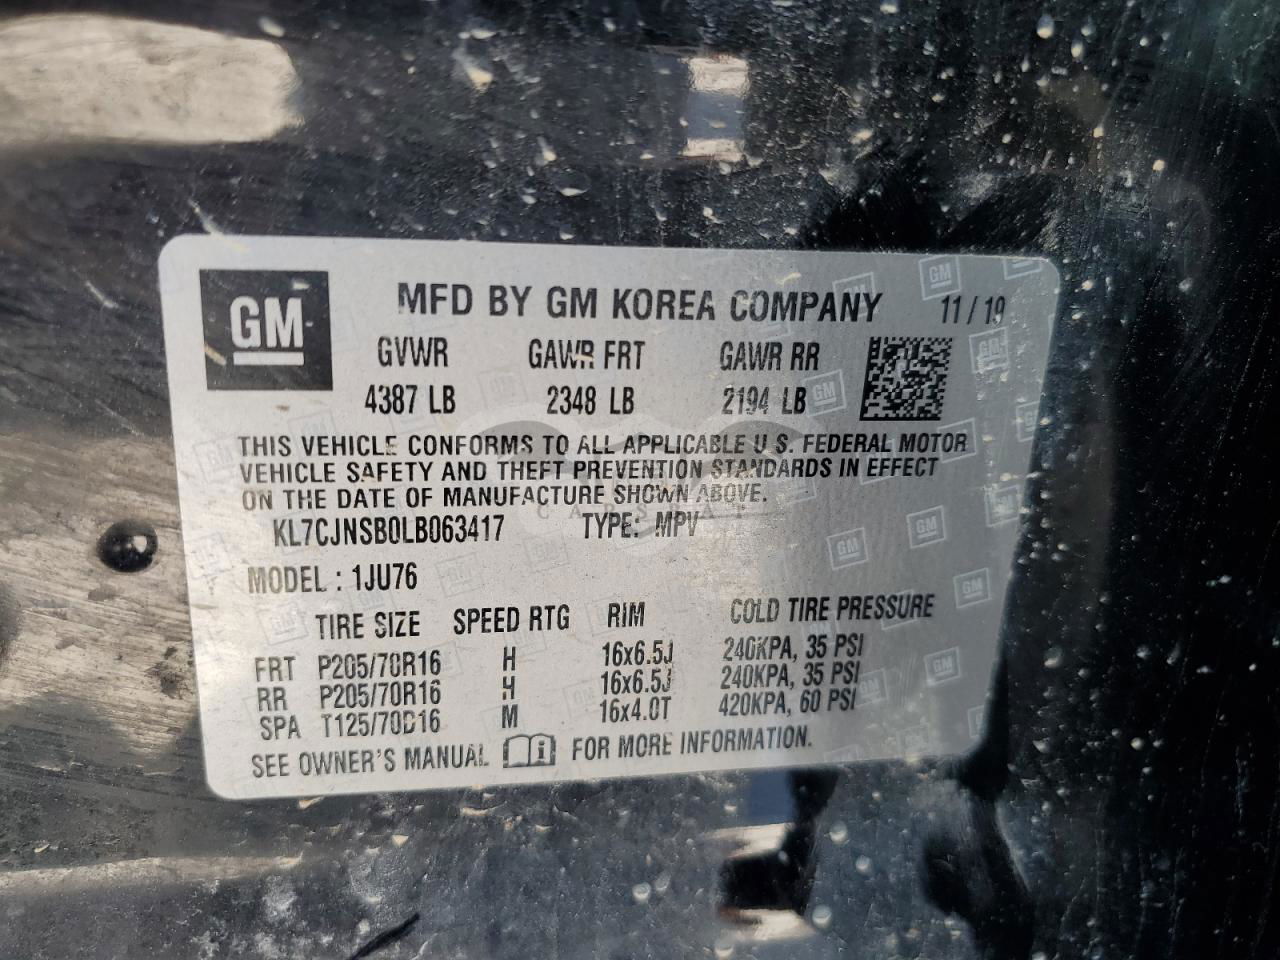 GM MFD BY GM KOREA COMPANY 11/19
GVWR GAWR FRT GAWR RR
4387 LB 2348 LB 2194 LB
THIS VEHICLE CONFORMS TO ALL APPLICABLE U.S. FEDERAL MOTOR
VEHICLE SAFETY AND THEFT PREVENTION STANDARDS IN EFFECT
ON THE DATE OF MANUFACTURE SHOWN ABOVE.
KL7CJNSB0LB063417 TYPE: MPV
MODEL : 1JU76
TIRE SIZE SPEED RTG RIM COLD TIRE PRESSURE
FRT P205/70R16 H 16x6.5J 240KPA, 35 PSI
RR P205/70R16 H 16x6.5J 240KPA, 35 PSI
SPA T125/70D16 M 16x4.0T 420KPA, 60 PSI
SEE OWNER'S MANUAL FOR MORE INFORMATION.